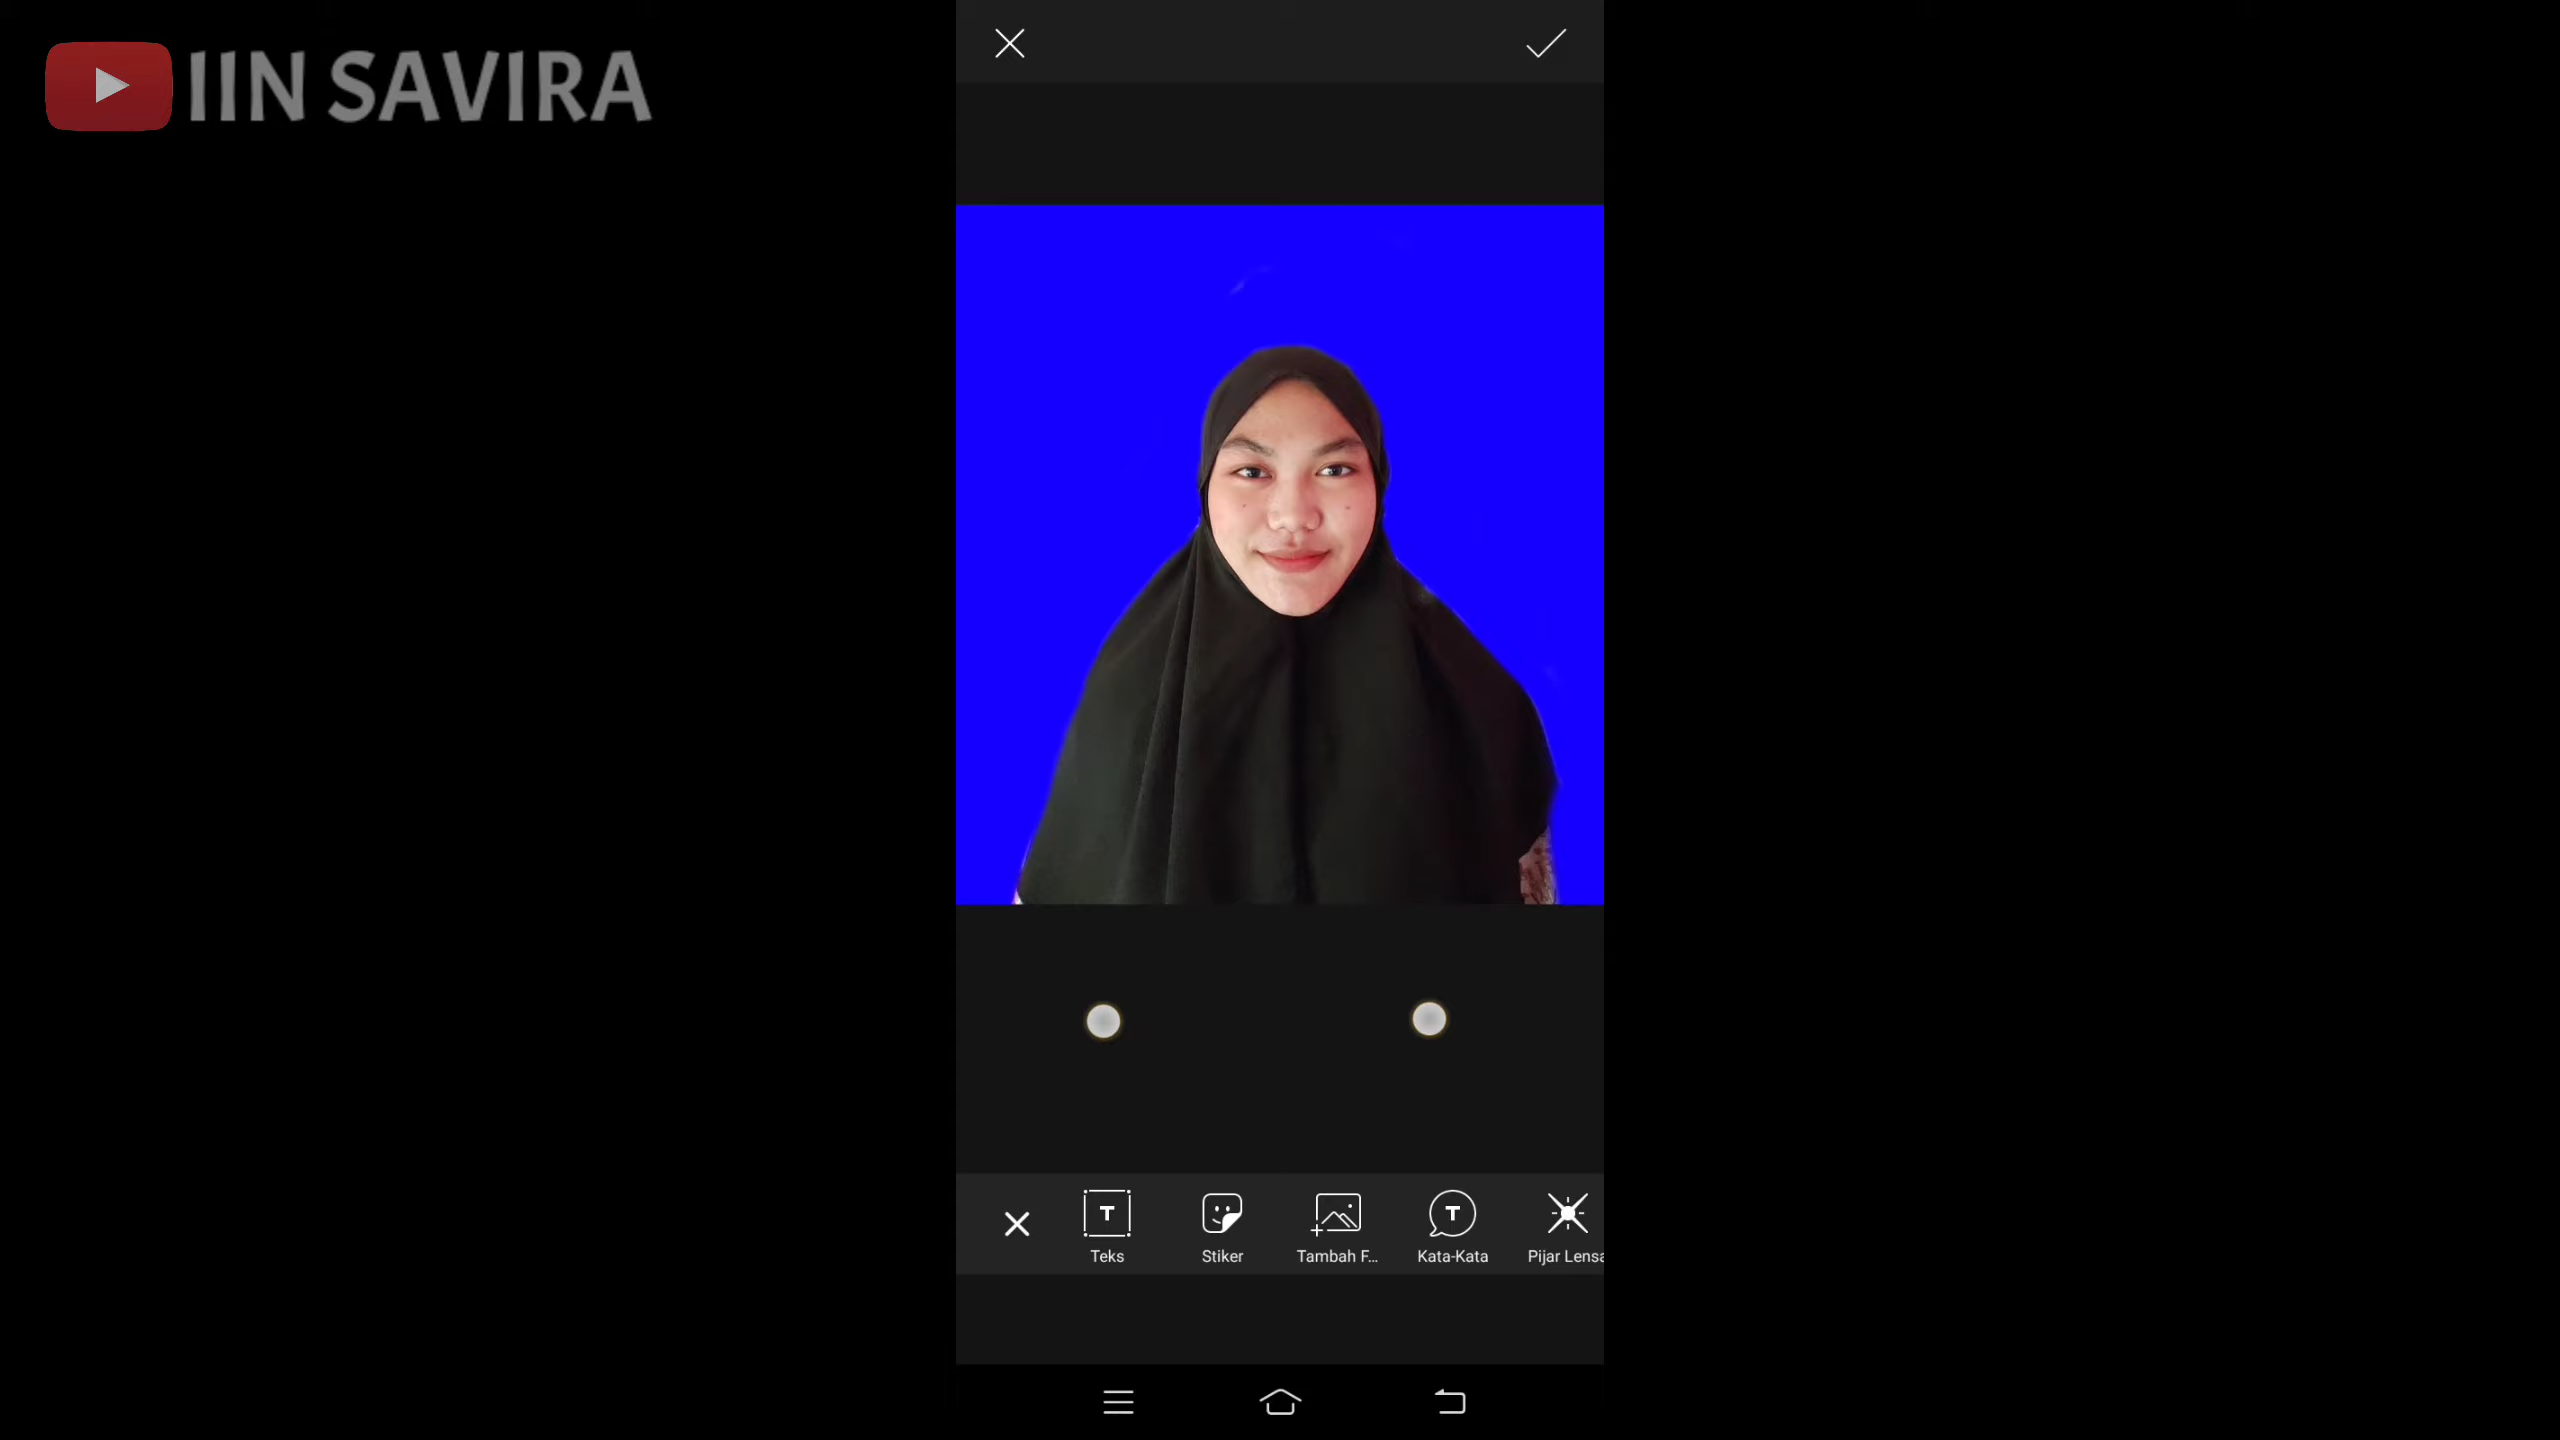 IIN SAVIRA
T
T
Teks
Stiker
Tambah F...
Kata-Kata
Pijar Lensa